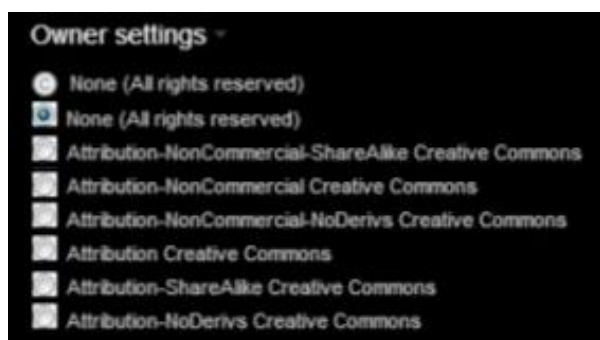 Owner settings
None (All rights reserved)
None (All rights reserved)
Attribution-NonCommercial-ShareAlike Creative Commons
Attribution-NonCommercial Creative Commons
Attribution-NonCommercial-NoDerivs Creative Commons
Attribution Creative Commons
Attribution-ShareAlike Creative Commons
Attribution-NoDerivs Creative Commons